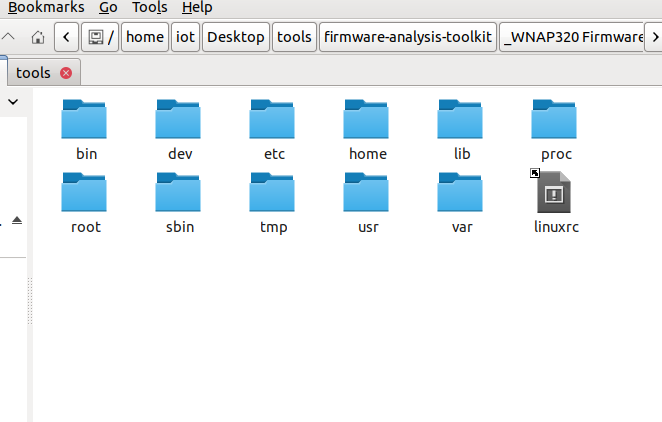 Bookmarks Go Tools Help
/ home iot Desktop tools firmware-analysis-toolkit _WNAP320 Firmware
tools
bin dev etc home lib proc
root sbin tmp usr var linuxrc